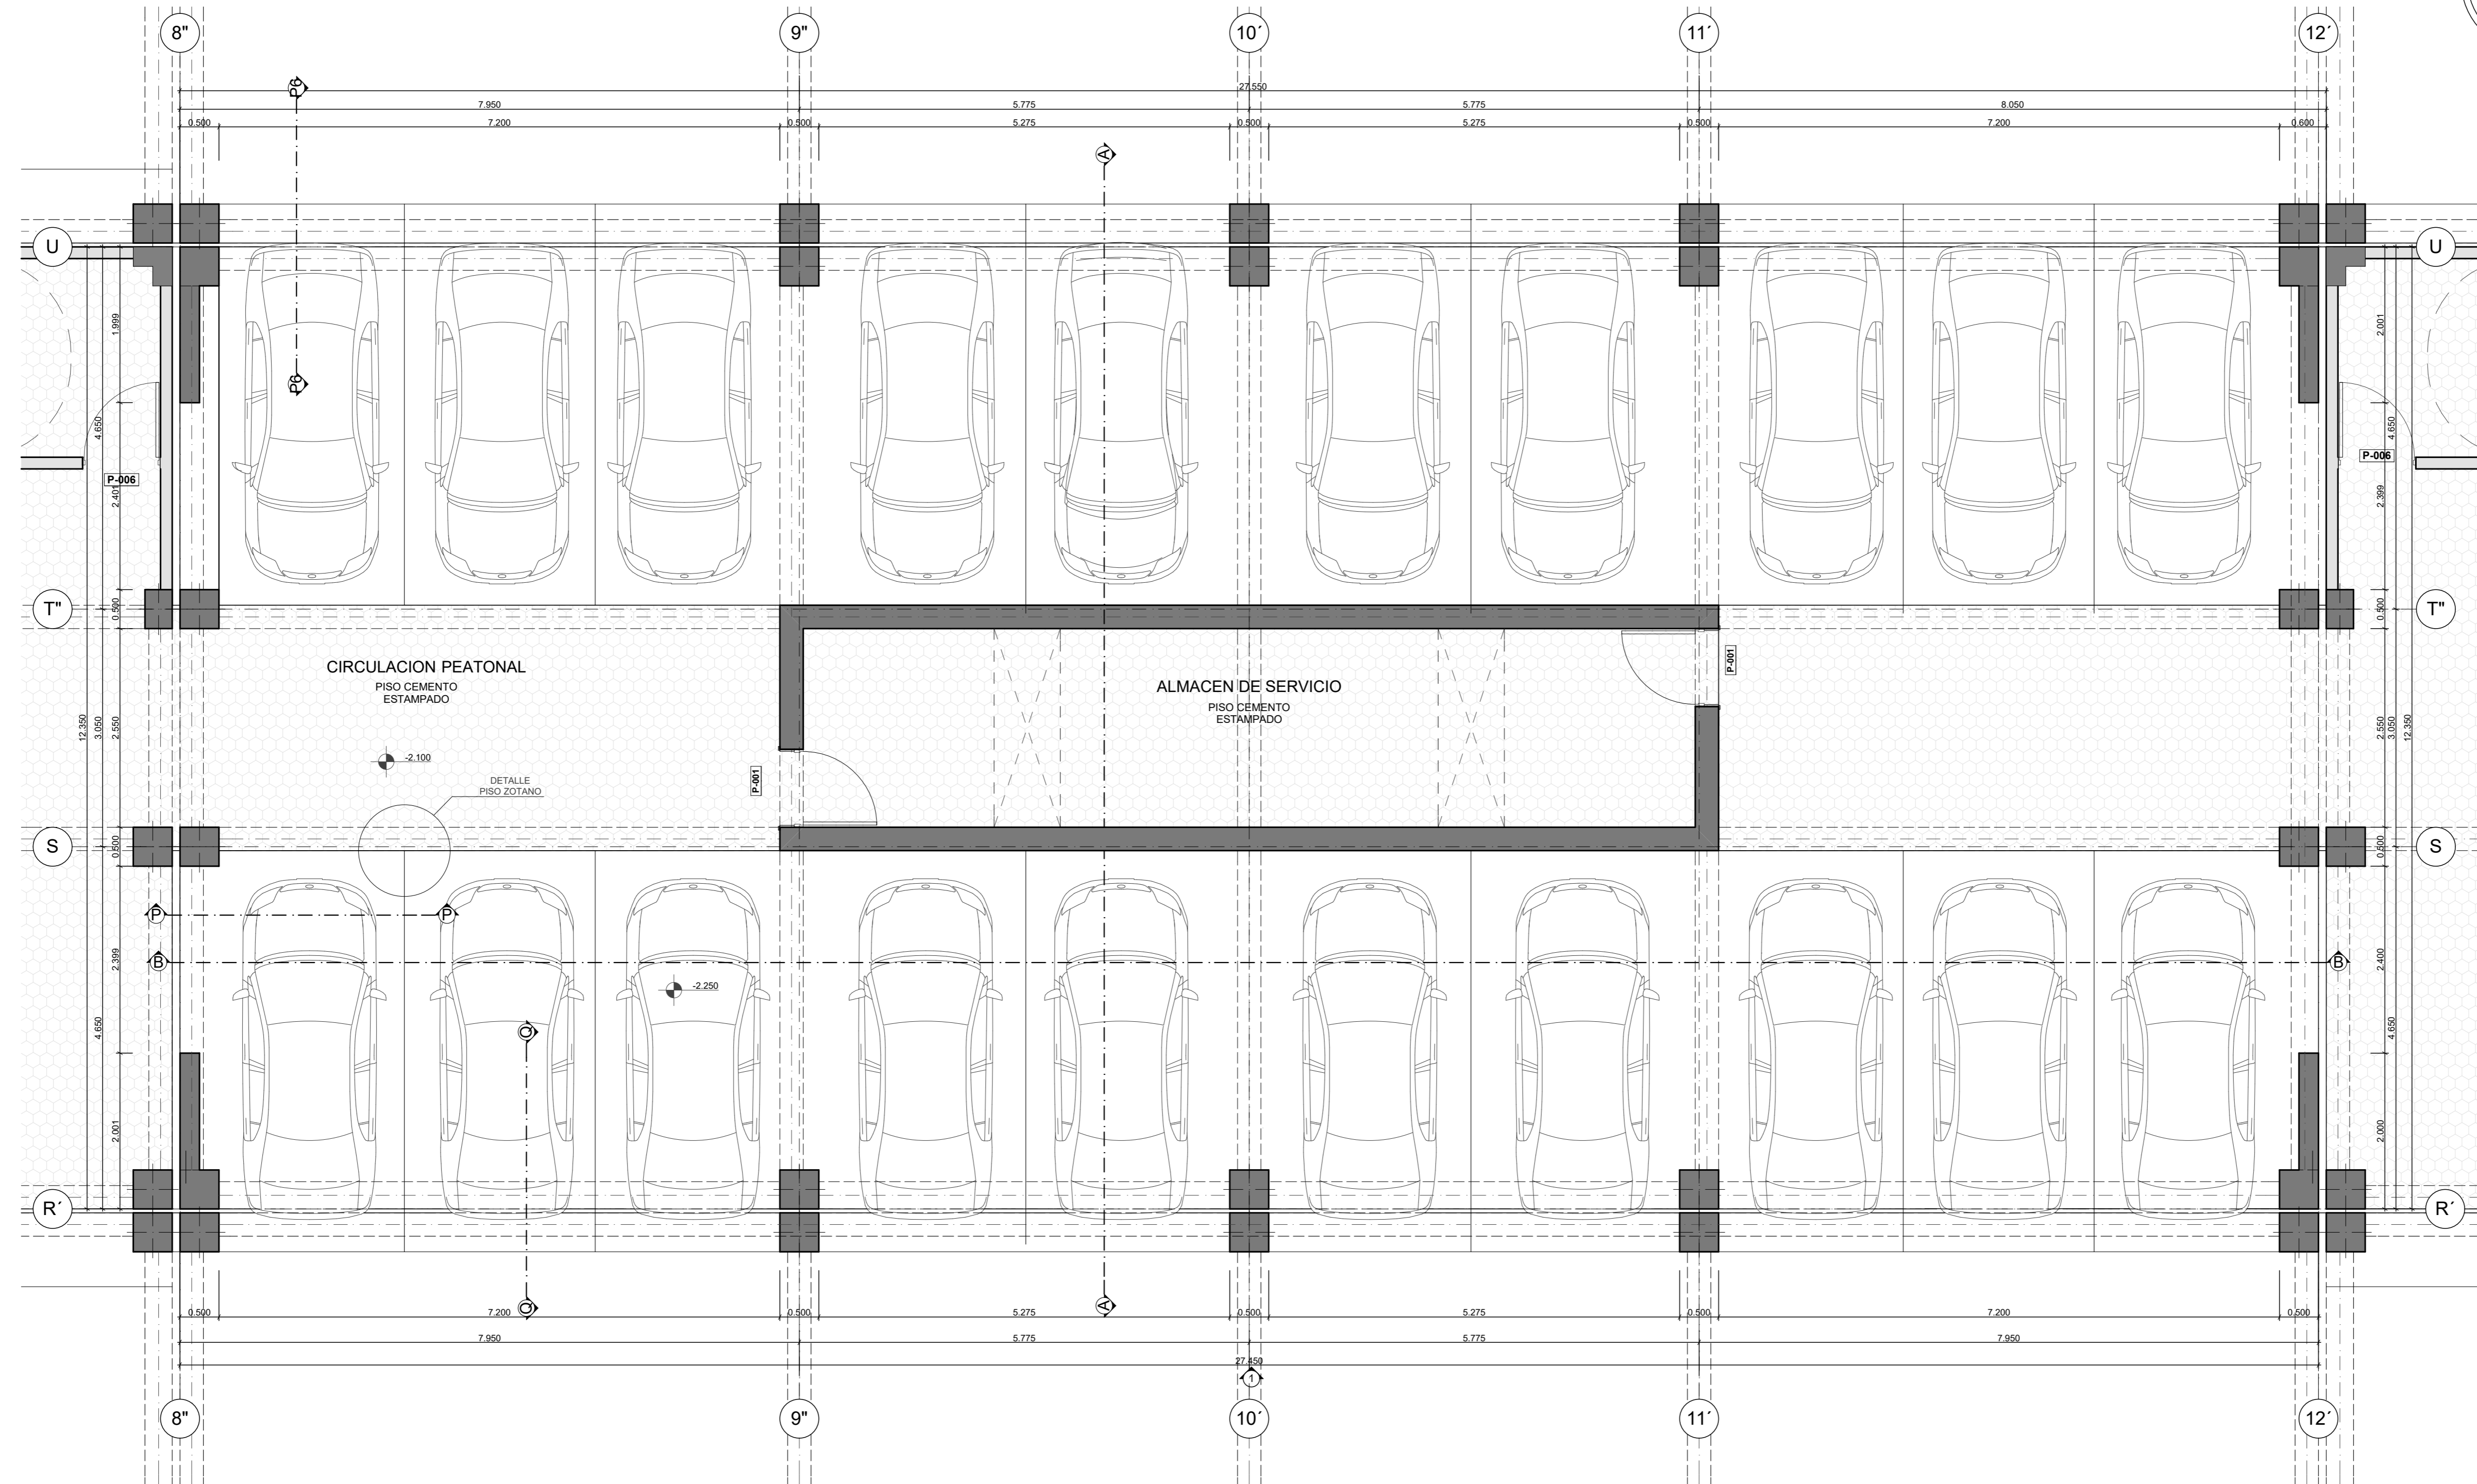 8"
9"
10´
11´
12´
P6
27.550
7.950
5.775
5.775
8.050
0.500
7.200
0.500
5.275
0.500
5.275
0.500
7.200
0.600
A
U
U
1.999
2.001
P6
4.650
4.650
P-006
P-006
2.401
2.399
T"
0.500
0.500
T"
CIRCULACION PEATONAL
PISO CEMENTO
ESTAMPADO
ALMACEN DE SERVICIO
PISO CEMENTO
ESTAMPADO
P-001
12.350
3.050
2.550
2.550
3.050
12.350
-2.100
P-001
DETALLE
PISO ZOTANO
S
0.500
0.500
S
P
P
B
B
2.399
2.400
-2.250
Q
4.650
4.650
2.001
2.000
R´
R´
0.500
7.200
Q
0.500
5.275
A
0.500
5.275
0.500
7.200
0.500
7.950
5.775
5.775
7.950
27.450
1
8"
9"
10´
11´
12´